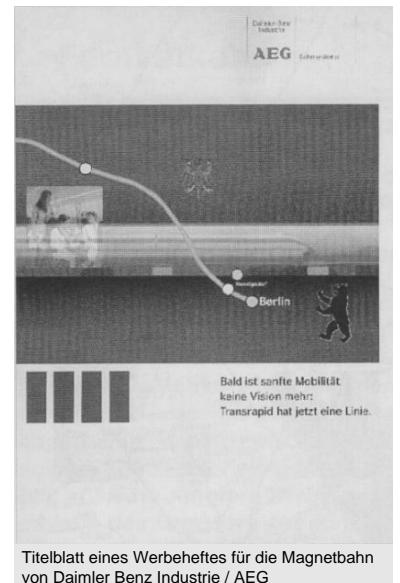 Daimler-Benz
Industrie
AEG
Berlin
Bald ist sanfte Mobilität
keine Vision mehr:
Transrapid hat jetzt eine Linie.
Titelblatt eines Werbeheftes für die Magnetbahn
von Daimler Benz Industrie / AEG